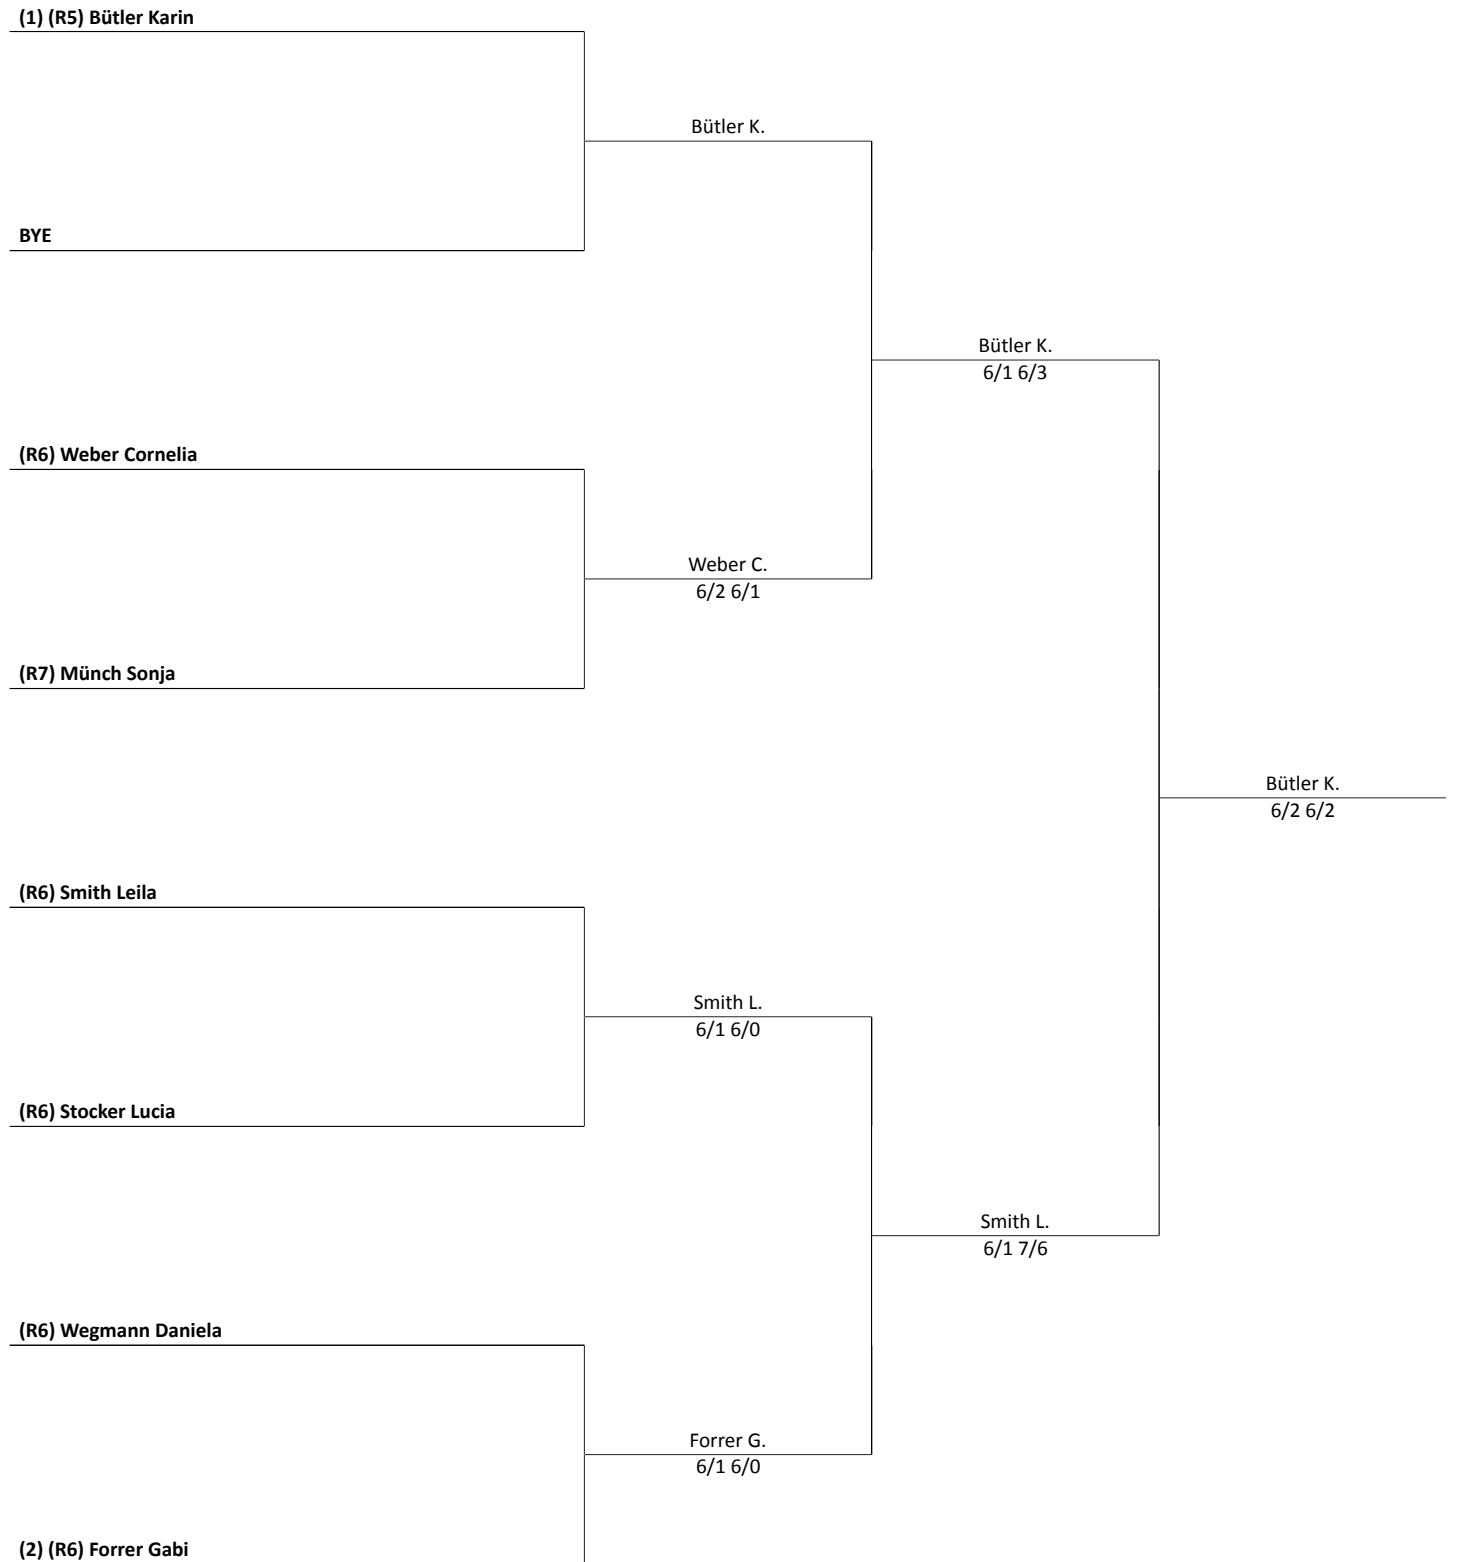 (1) (R5) Bütler Karin
Bütler K.
BYE
Bütler K.
6/1 6/3
(R6) Weber Cornelia
Weber C.
6/2 6/1
(R7) Münch Sonja
Bütler K.
6/2 6/2
(R6) Smith Leila
Smith L.
6/1 6/0
(R6) Stocker Lucia
Smith L.
6/1 7/6
(R6) Wegmann Daniela
Forrer G.
6/1 6/0
(2) (R6) Forrer Gabi